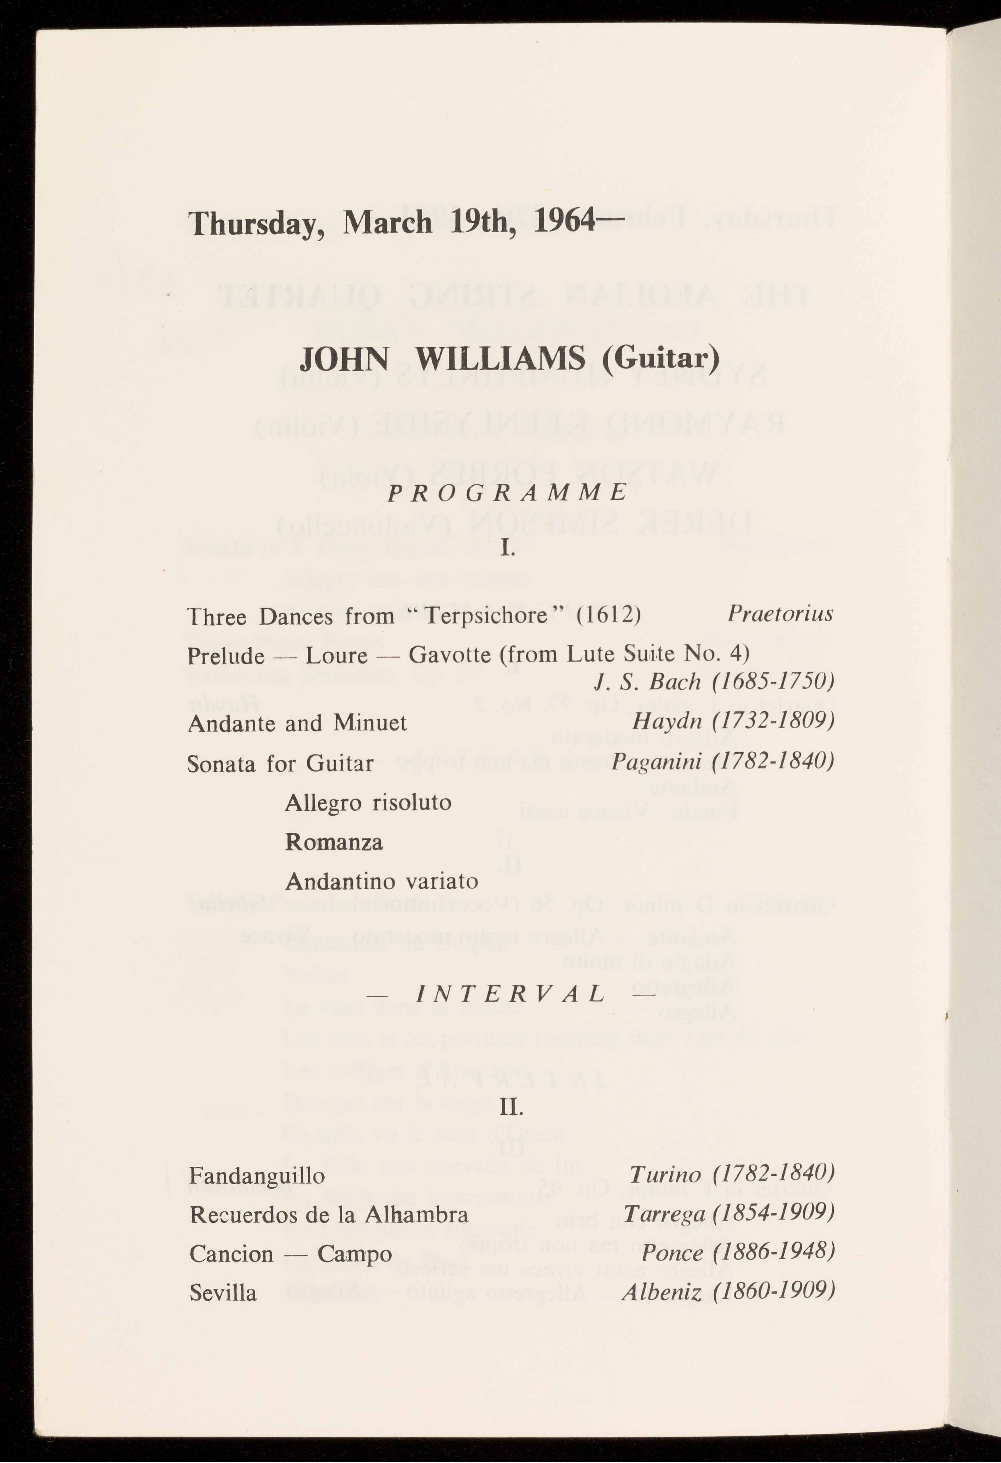 Thursday, March 19th, 1964—
JOHN WILLIAMS (Guitar)
PROGRAMME
I.
Three Dances from "Terpsichore" (1612) Praetorius
Prelude — Loure — Gavotte (from Lute Suite No. 4)
J. S. Bach (1685-1750)
Andante and Minuet Haydn (1732-1809)
Sonata for Guitar Paganini (1782-1840)
Allegro risoluto
Romanza
Andantino variato
— INTERVAL —
II.
Fandanguillo Turino (1782-1840)
Recuerdos de la Alhambra Tarrega (1854-1909)
Cancion — Campo Ponce (1886-1948)
Sevilla Albeniz (1860-1909)